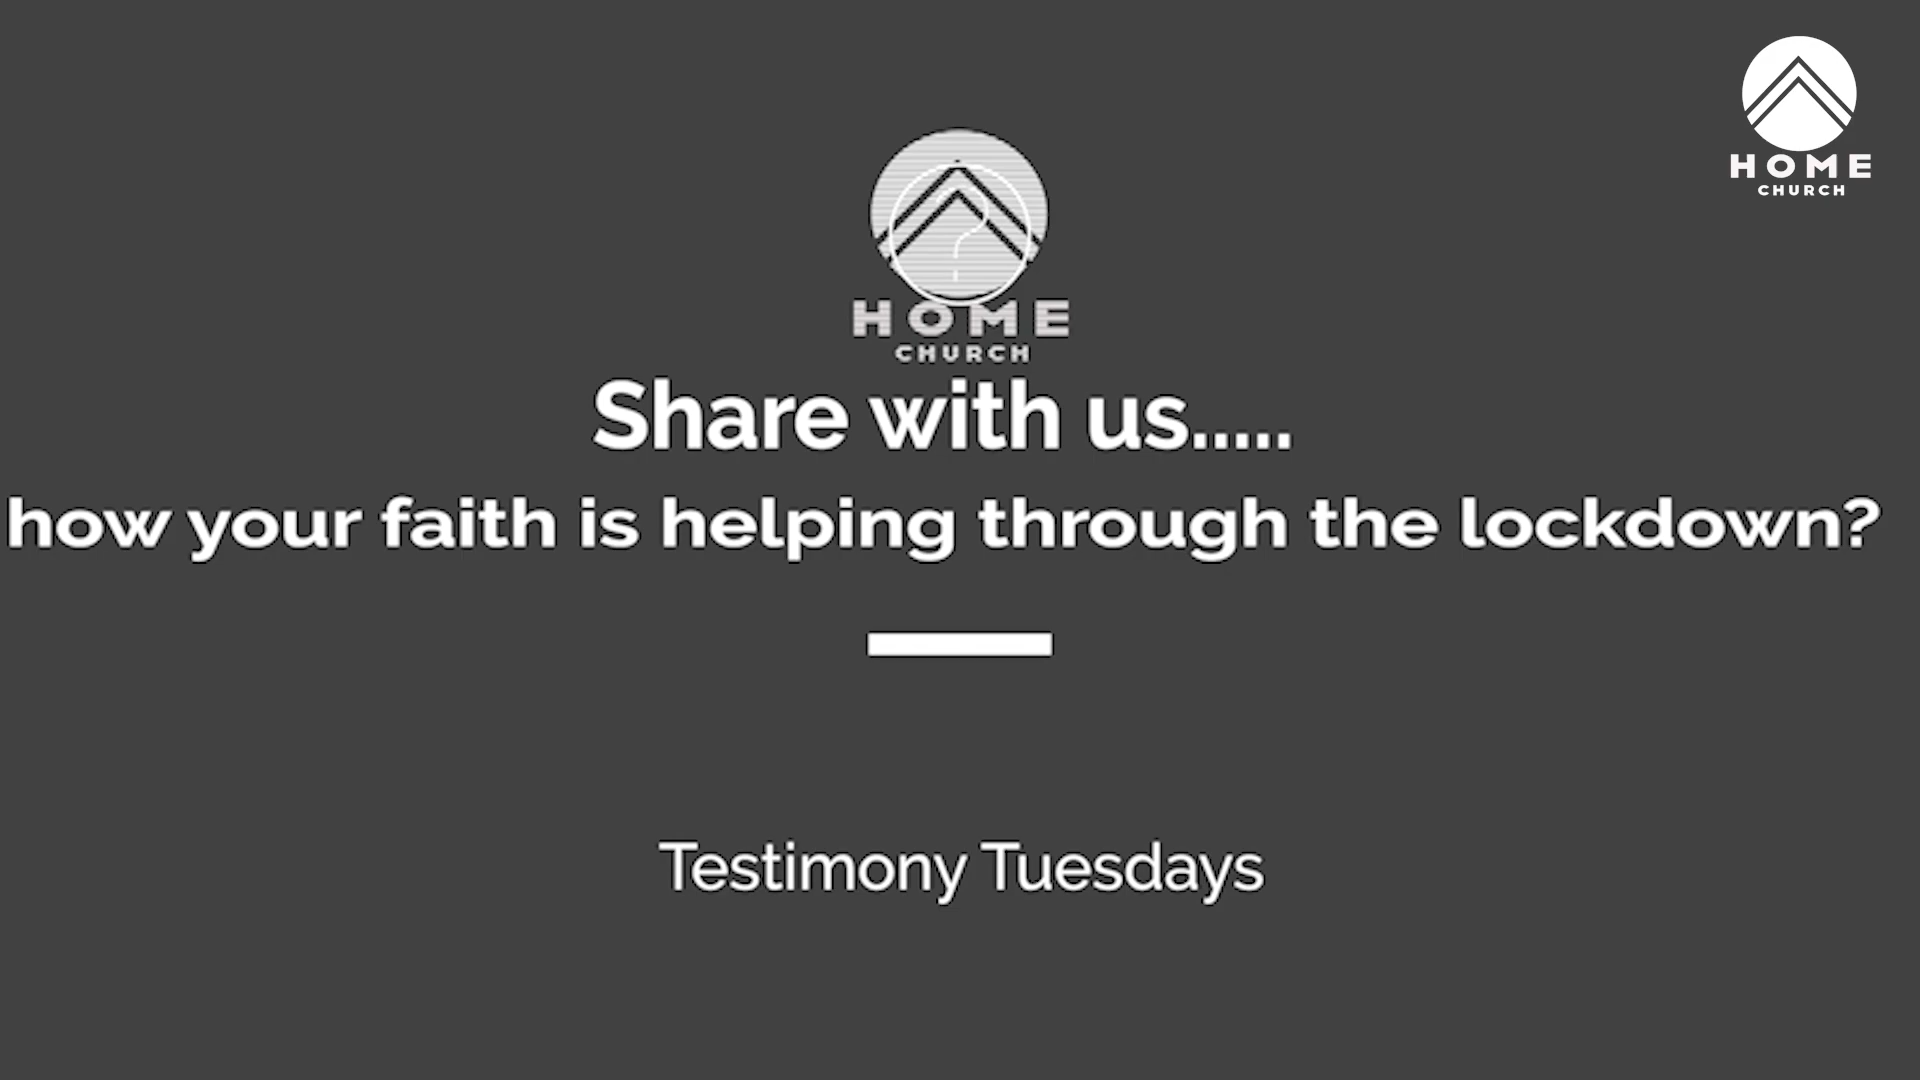 HOME
CHURCH
HOME
CHURCH
Share with us.....
how your faith is helping through the lockdown?
Testimony Tuesdays